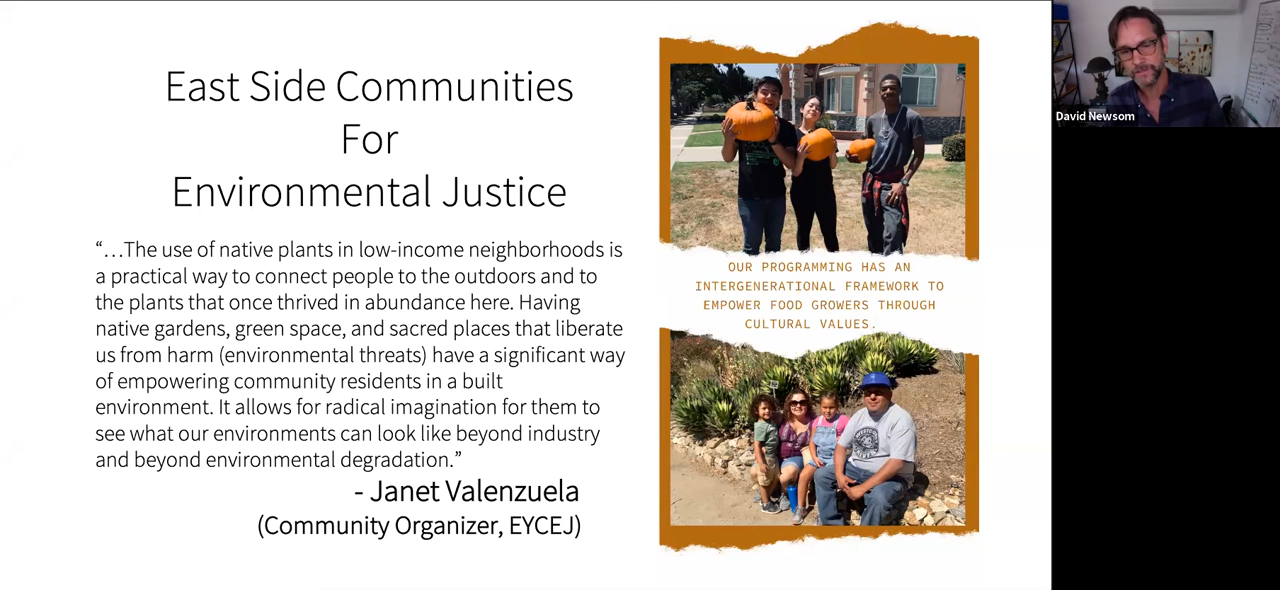 East Side Communities
For
Environmental Justice
“…The use of native plants in low-income neighborhoods is
a practical way to connect people to the outdoors and to
the plants that once thrived in abundance here. Having
native gardens, green space, and sacred places that liberate
us from harm (environmental threats) have a significant way
of empowering community residents in a built
environment. It allows for radical imagination for them to
see what our environments can look like beyond industry
and beyond environmental degradation.”
- Janet Valenzuela
(Community Organizer, EYCEJ)
OUR PROGRAMMING HAS AN
INTERGENERATIONAL FRAMEWORK TO
EMPOWER FOOD GROWERS THROUGH
CULTURAL VALUES.
David Newsom